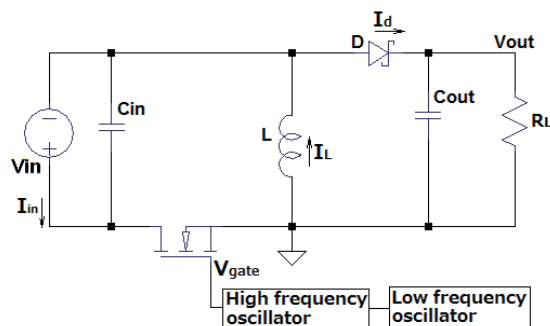 Id
D
Vout
Cin
Cout
L
IL
RL
Vin
Iin
Vgate
High frequency
oscillator
Low frequency
oscillator